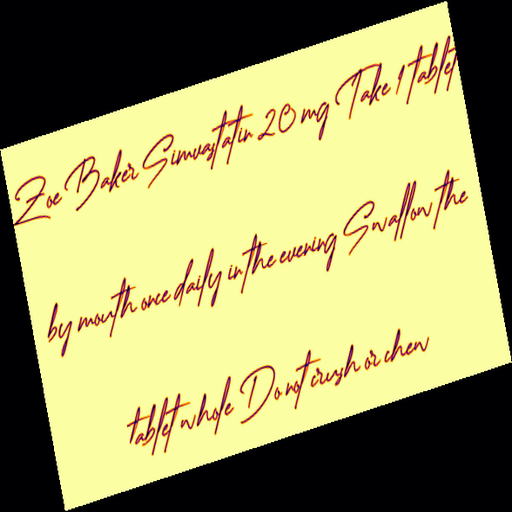 Zoe Baker Simvastatin 20 mg Take 1 tablet
by mouth once daily in the evening Swallow the
tablet whole Do not crush or chew